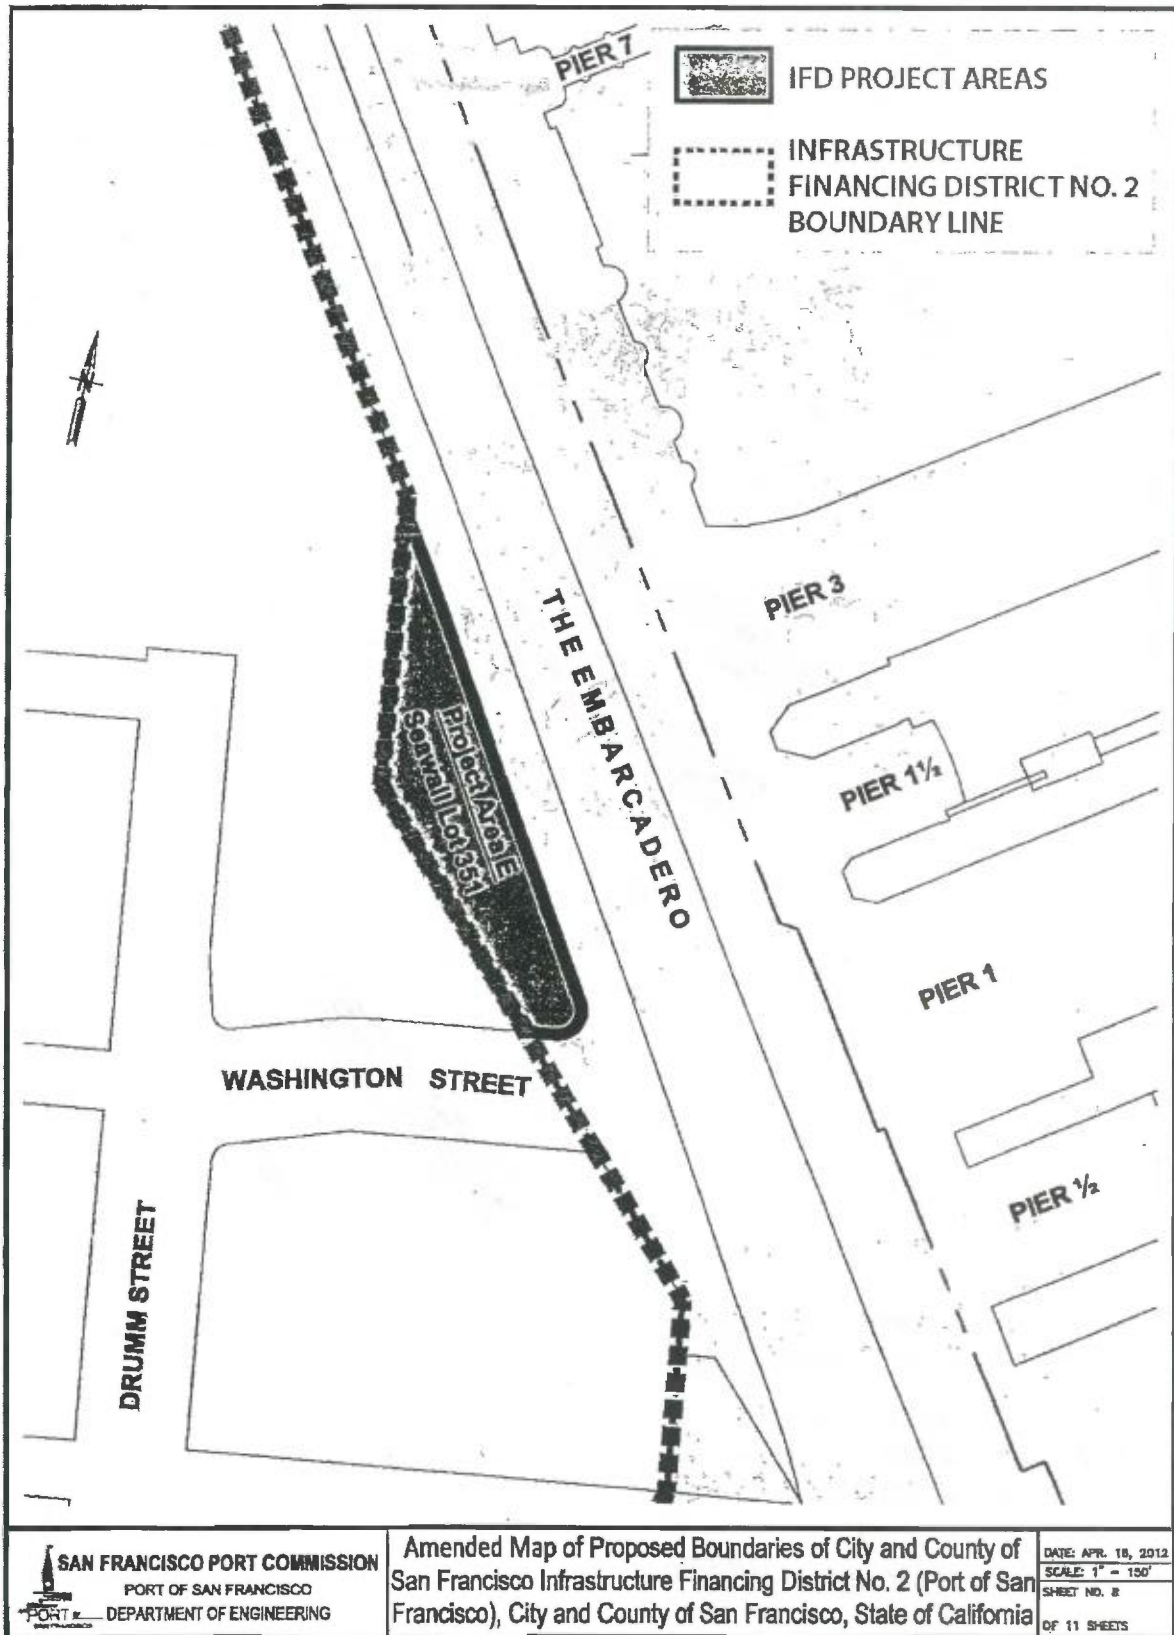 PIER 7
IFD PROJECT AREAS
INFRASTRUCTURE
FINANCING DISTRICT NO. 2
BOUNDARY LINE
PIER 3
THE EMBARCADERO
PIER 1½
Project Area E
Seawall Lot 351
PIER 1
WASHINGTON STREET
PIER ½
DRUMM STREET
SAN FRANCISCO PORT COMMISSION
PORT OF SAN FRANCISCO
DEPARTMENT OF ENGINEERING
PORT
Amended Map of Proposed Boundaries of City and County of
San Francisco Infrastructure Financing District No. 2 (Port of San
Francisco), City and County of San Francisco, State of California
DATE: APR. 18, 2012
SCALE: 1" = 150'
SHEET NO. 8
OF 11 SHEETS